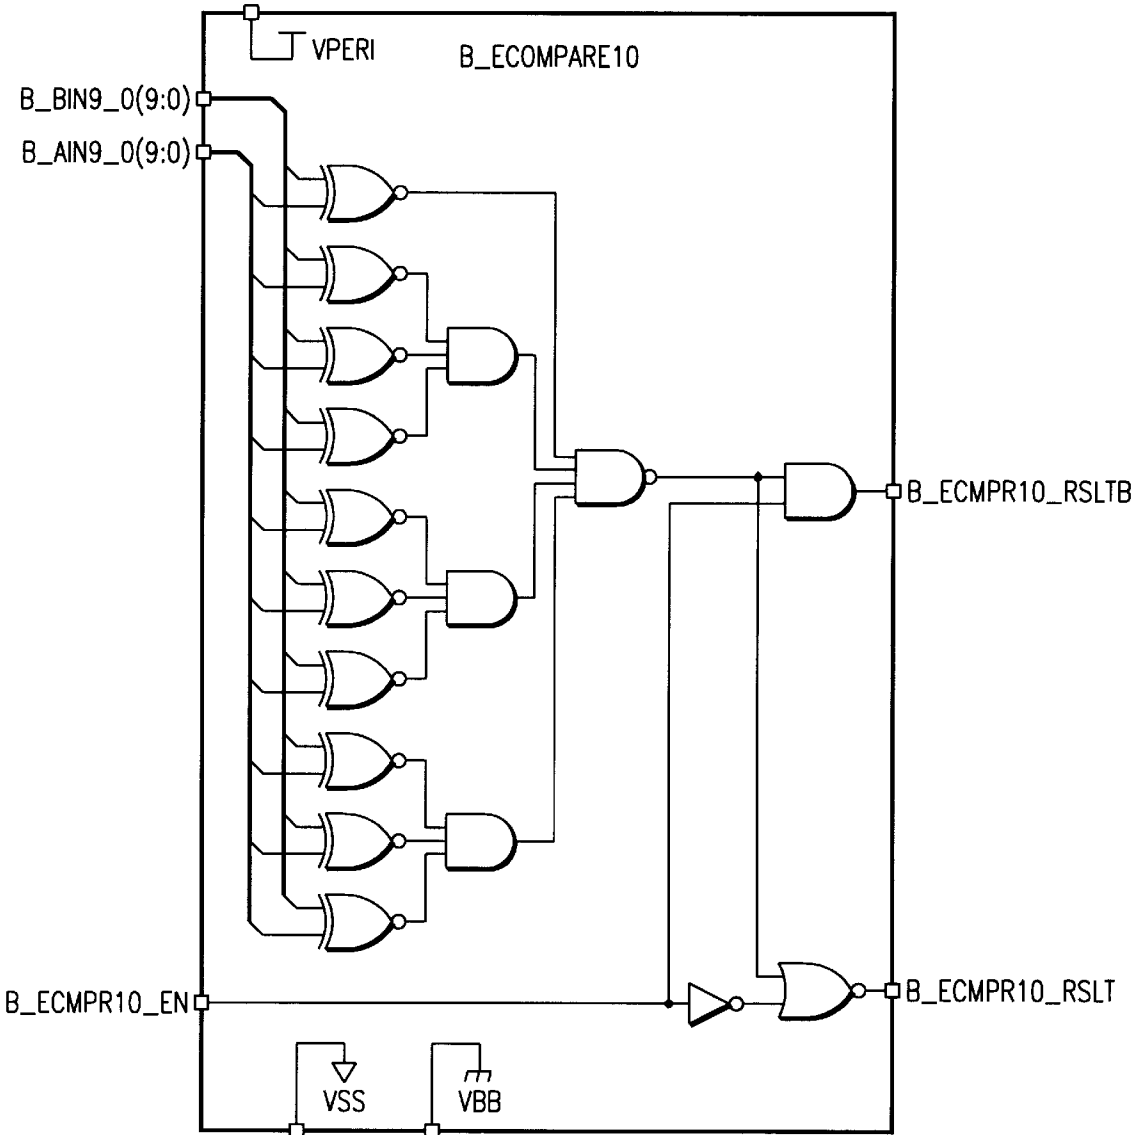 VPERI
B_ECOMPARE10
B_BIN9_0(9:0)
B_AIN9_0(9:0)
B_ECMPR10_RSLTB
B_ECMPR10_EN
B_ECMPR10_RSLT
VSS
VBB